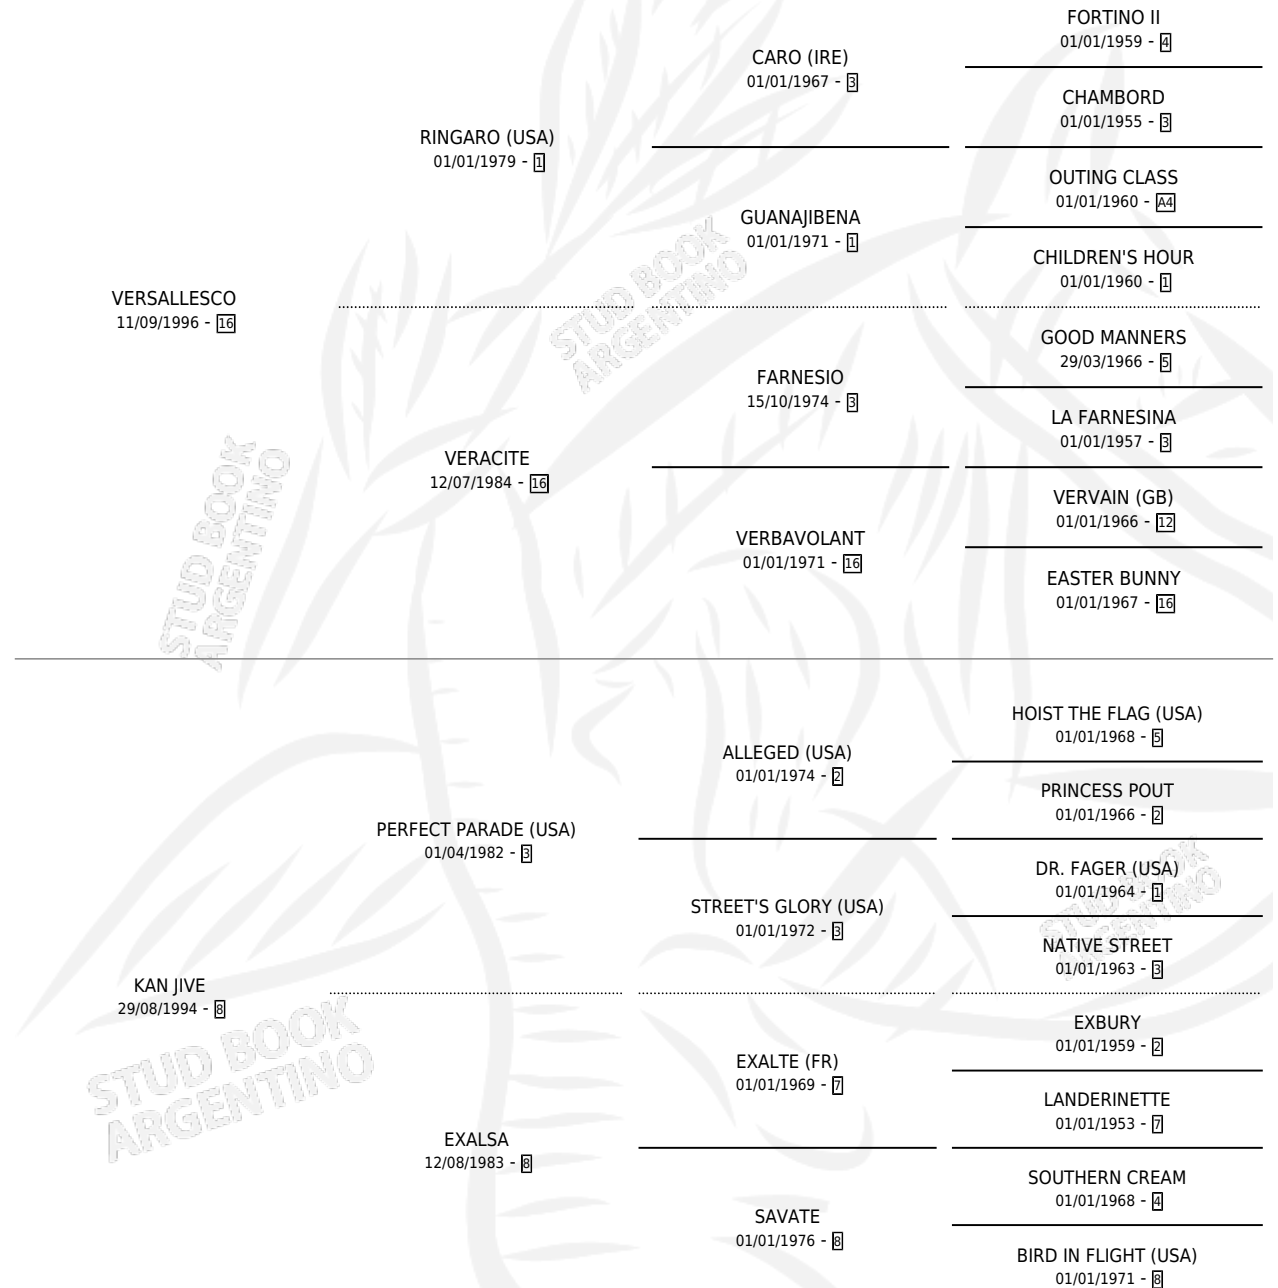 FORTINO II
01/01/1959 - 4
CARO (IRE)
01/01/1967 - 3
CHAMBORD
01/01/1955 - 3
RINGARO (USA)
01/01/1979 - 1
OUTING CLASS
01/01/1960 - A4
GUANAJIBENA
01/01/1971 - 1
CHILDREN'S HOUR
01/01/1960 - 1
VERSALLESCO
11/09/1996 - 16
STUD BOOK
ARGENTINO
GOOD MANNERS
29/03/1966 - 5
FARNESIO
15/10/1974 - 3
LA FARNESINA
01/01/1957 - 3
VERACITE
12/07/1984 - 16
VERVAIN (GB)
01/01/1966 - 12
VERBAVOLANT
01/01/1971 - 16
EASTER BUNNY
01/01/1967 - 16
STUD BOOK
ARGENTINO
HOIST THE FLAG (USA)
01/01/1968 - 5
ALLEGED (USA)
01/01/1974 - 2
PRINCESS POUT
01/01/1966 - 2
PERFECT PARADE (USA)
01/04/1982 - 3
DR. FAGER (USA)
01/01/1964 - 1
STREET'S GLORY (USA)
01/01/1972 - 3
NATIVE STREET
01/01/1963 - 3
STUD BOOK
ARGENTINO
KAN JIVE
29/08/1994 - 8
STUD BOOK
ARGENTINO
EXBURY
01/01/1959 - 2
EXALTE (FR)
01/01/1969 - 7
LANDERINETTE
01/01/1953 - 7
EXALSA
12/08/1983 - 8
SOUTHERN CREAM
01/01/1968 - 4
SAVATE
01/01/1976 - 8
BIRD IN FLIGHT (USA)
01/01/1971 - 8